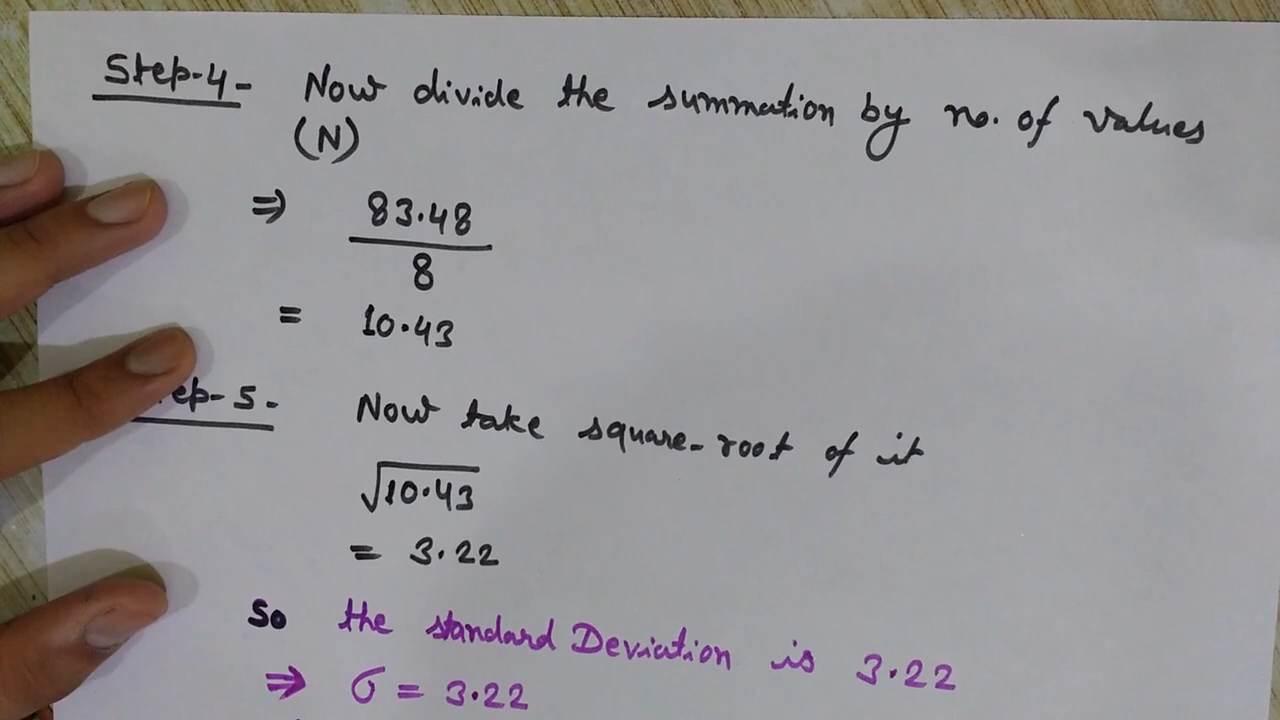 Step-4- Now divide the summation by no. of values
(N)
⇒ 83.48
8
= 10.43
ep-5- Now take square-root of it
√10.43
= 3.22
So the standard Deviation is 3.22
⇒ σ = 3.22